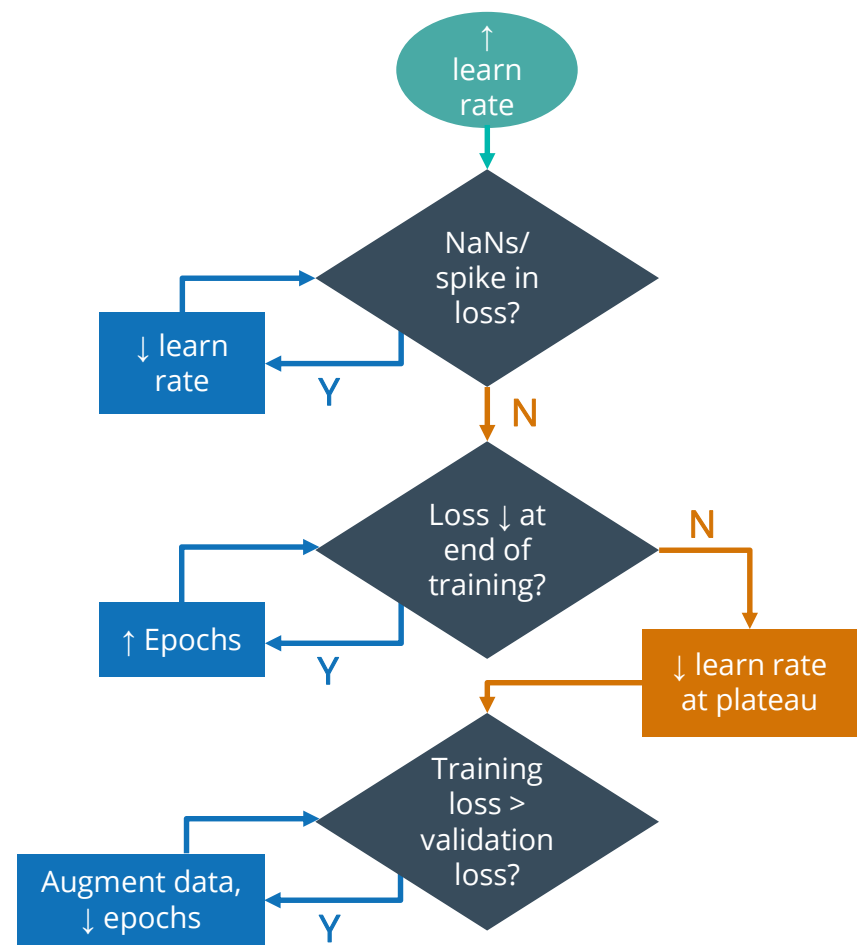 ↑
learn
rate
NaNs/
spike in
loss?
↓ learn
rate
Y
N
Loss ↓ at
end of
training?
N
↑ Epochs
Y
↓ learn rate
at plateau
Training
loss >
validation
loss?
Augment data,
↓ epochs
Y